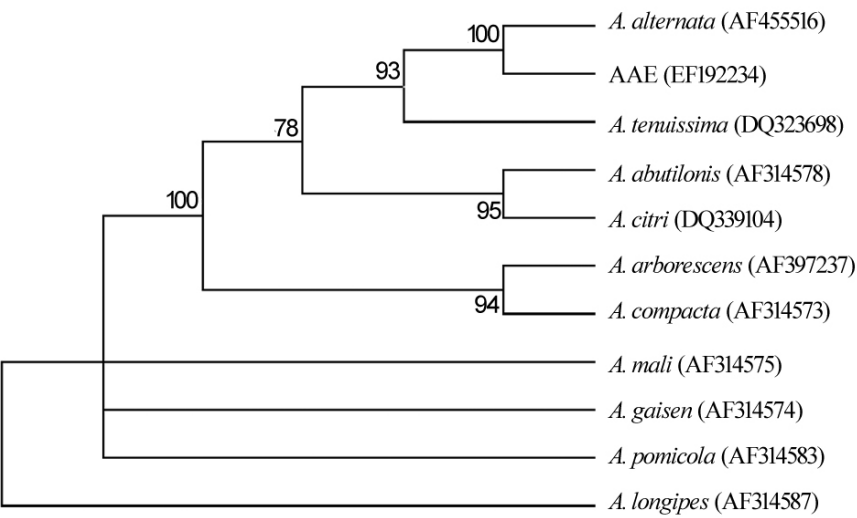 A. alternata (AF455516)
100
AAE (EF192234)
93
A. tenuissima (DQ323698)
78
A. abutilonis (AF314578)
100
95
A. citri (DQ339104)
A. arborescens (AF397237)
94
A. compacta (AF314573)
A. mali (AF314575)
A. gaisen (AF314574)
A. pomicola (AF314583)
A. longipes (AF314587)